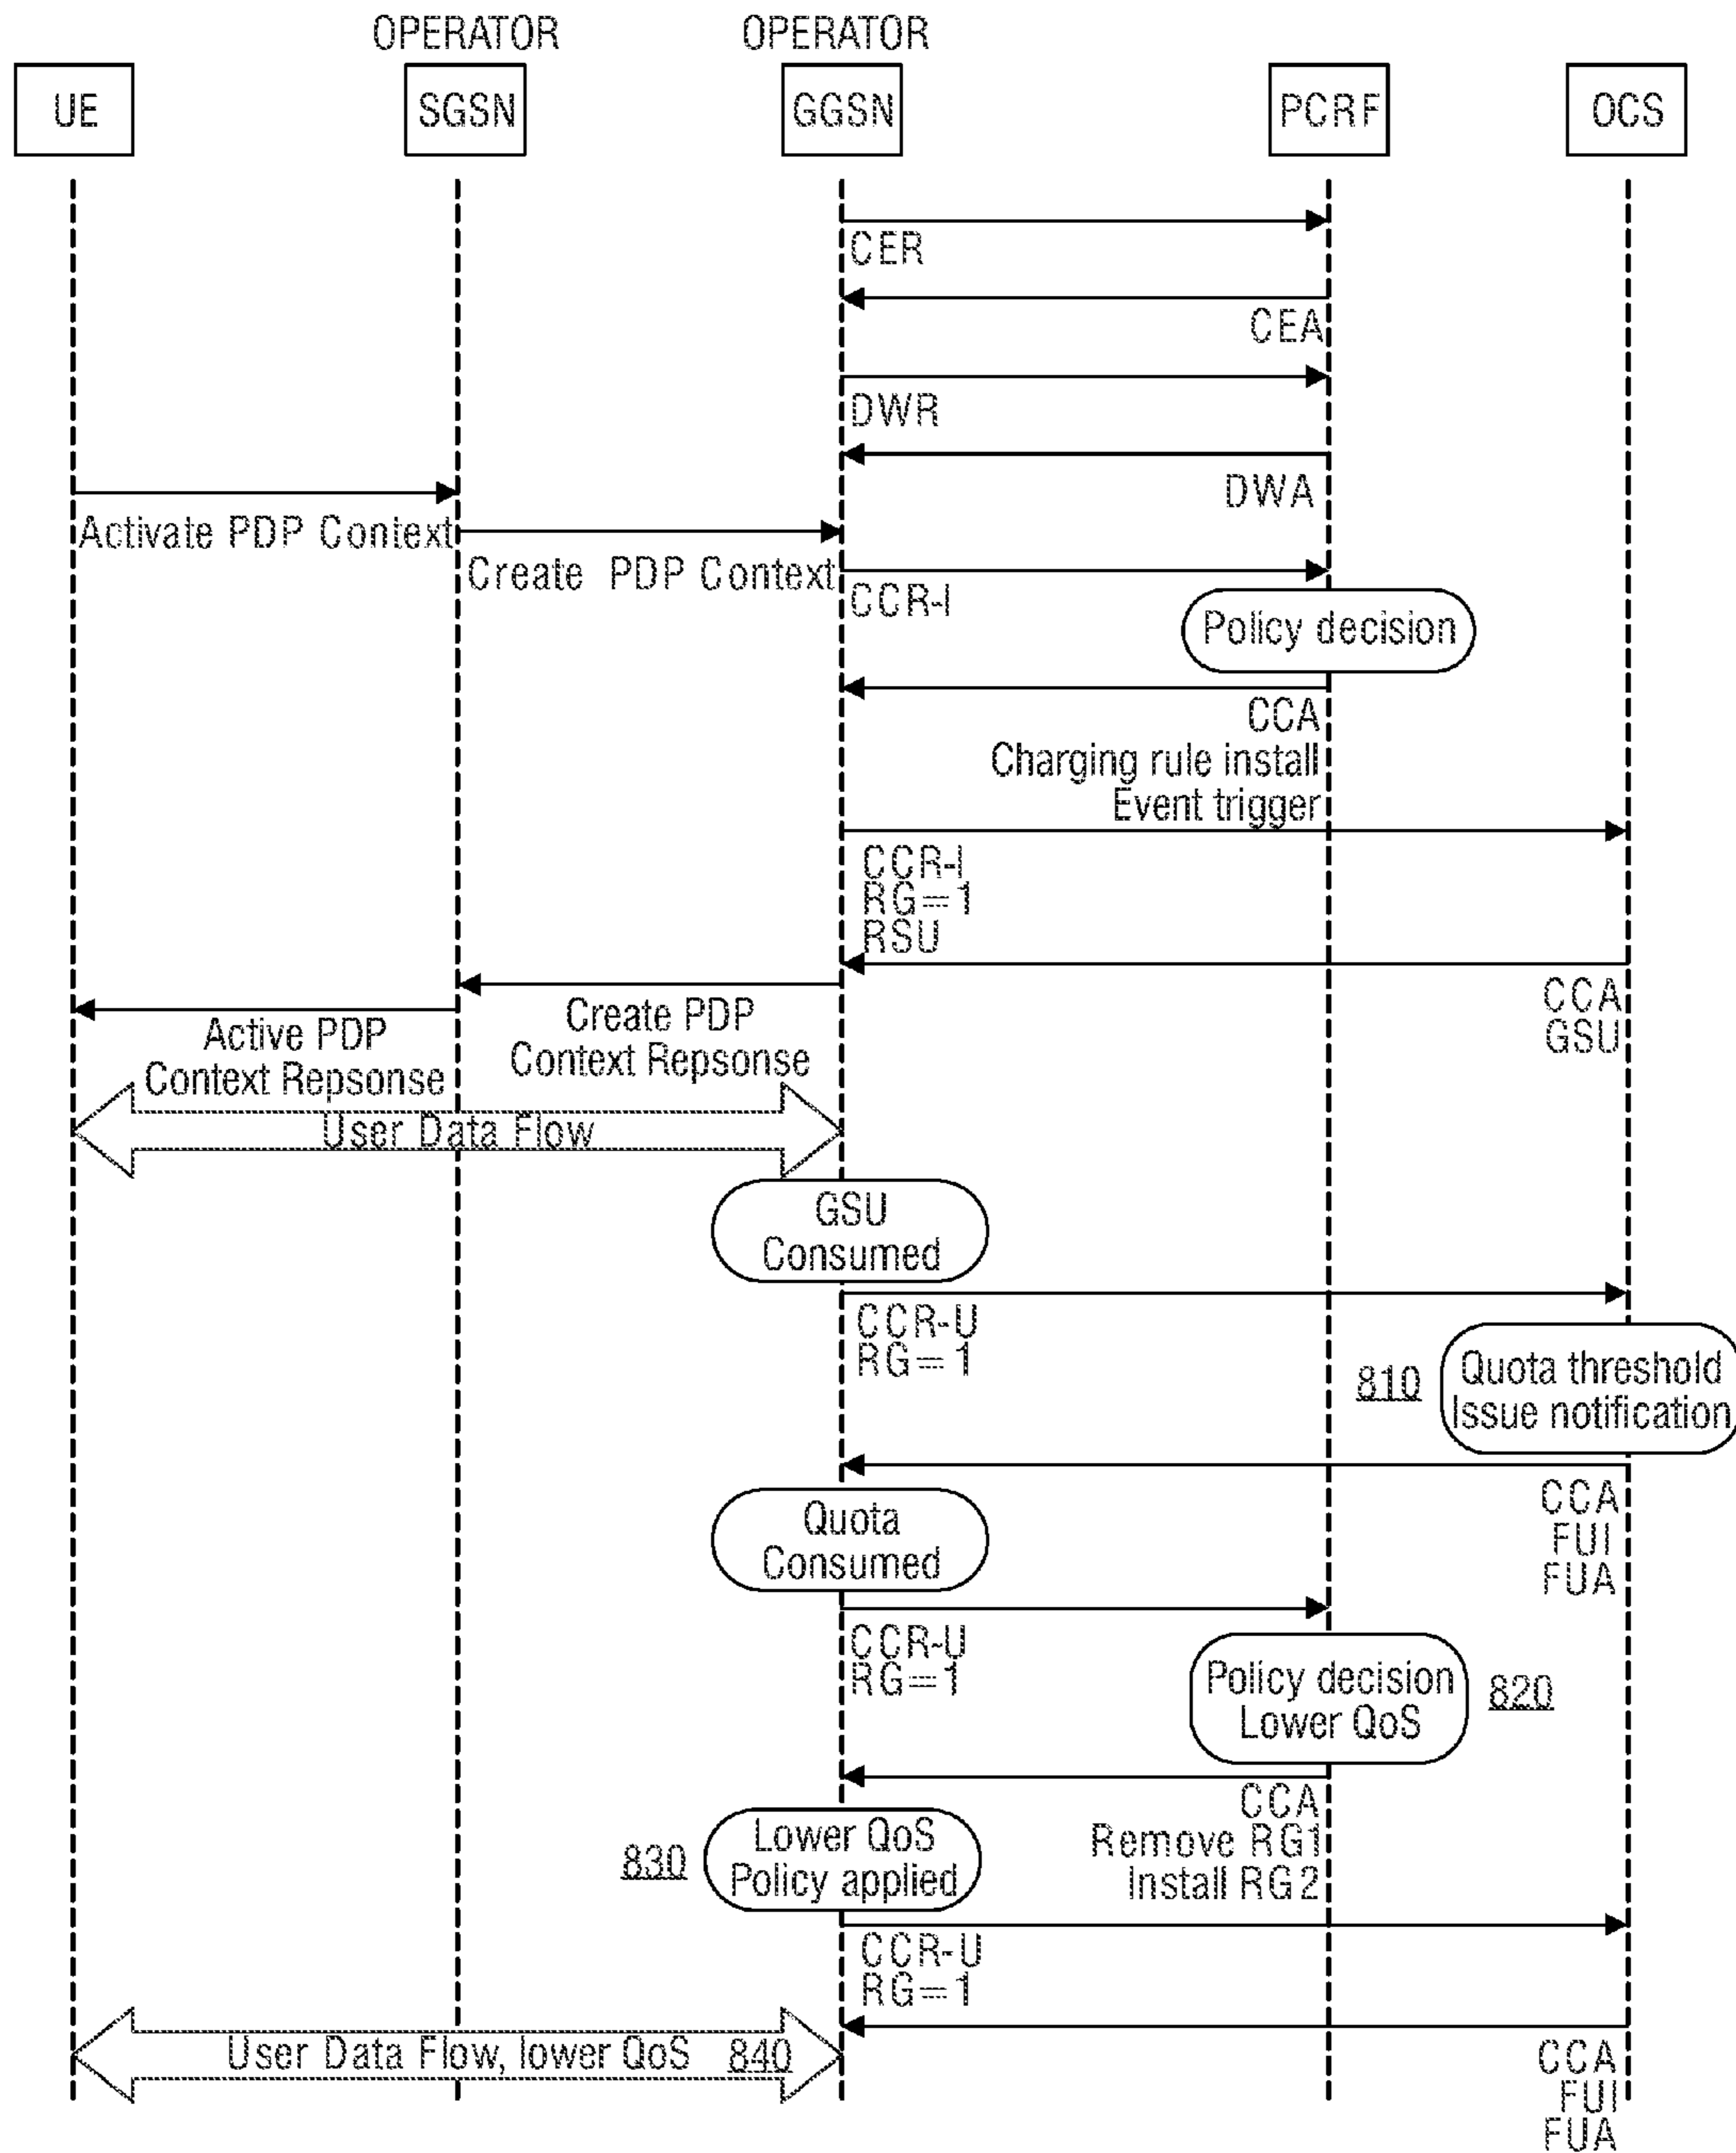 OPERATOR
OPERATOR
UE
SGSN
GGSN
PCRF
OCS
CER
CEA
DWR
DWA
Activate PDP Context
Create PDP Context
CCR-I
Policy decision
CCA
Charging rule install
Event trigger
CCR-I
RG=1
RSU
CCA
GSU
Create PDP
Context Repsonse
Active PDP
Context Repsonse
User Data Flow
GSU
Consumed
CCR-U
RG=1
810
Quota threshold
Issue notification
CCA
FUI
FUA
Quota
Consumed
CCR-U
RG=1
Policy decision
Lower QoS
820
CCA
Remove RG1
Install RG2
830
Lower QoS
Policy applied
CCR-U
RG=1
User Data Flow, lower QoS 840
CCA
FUI
FUA